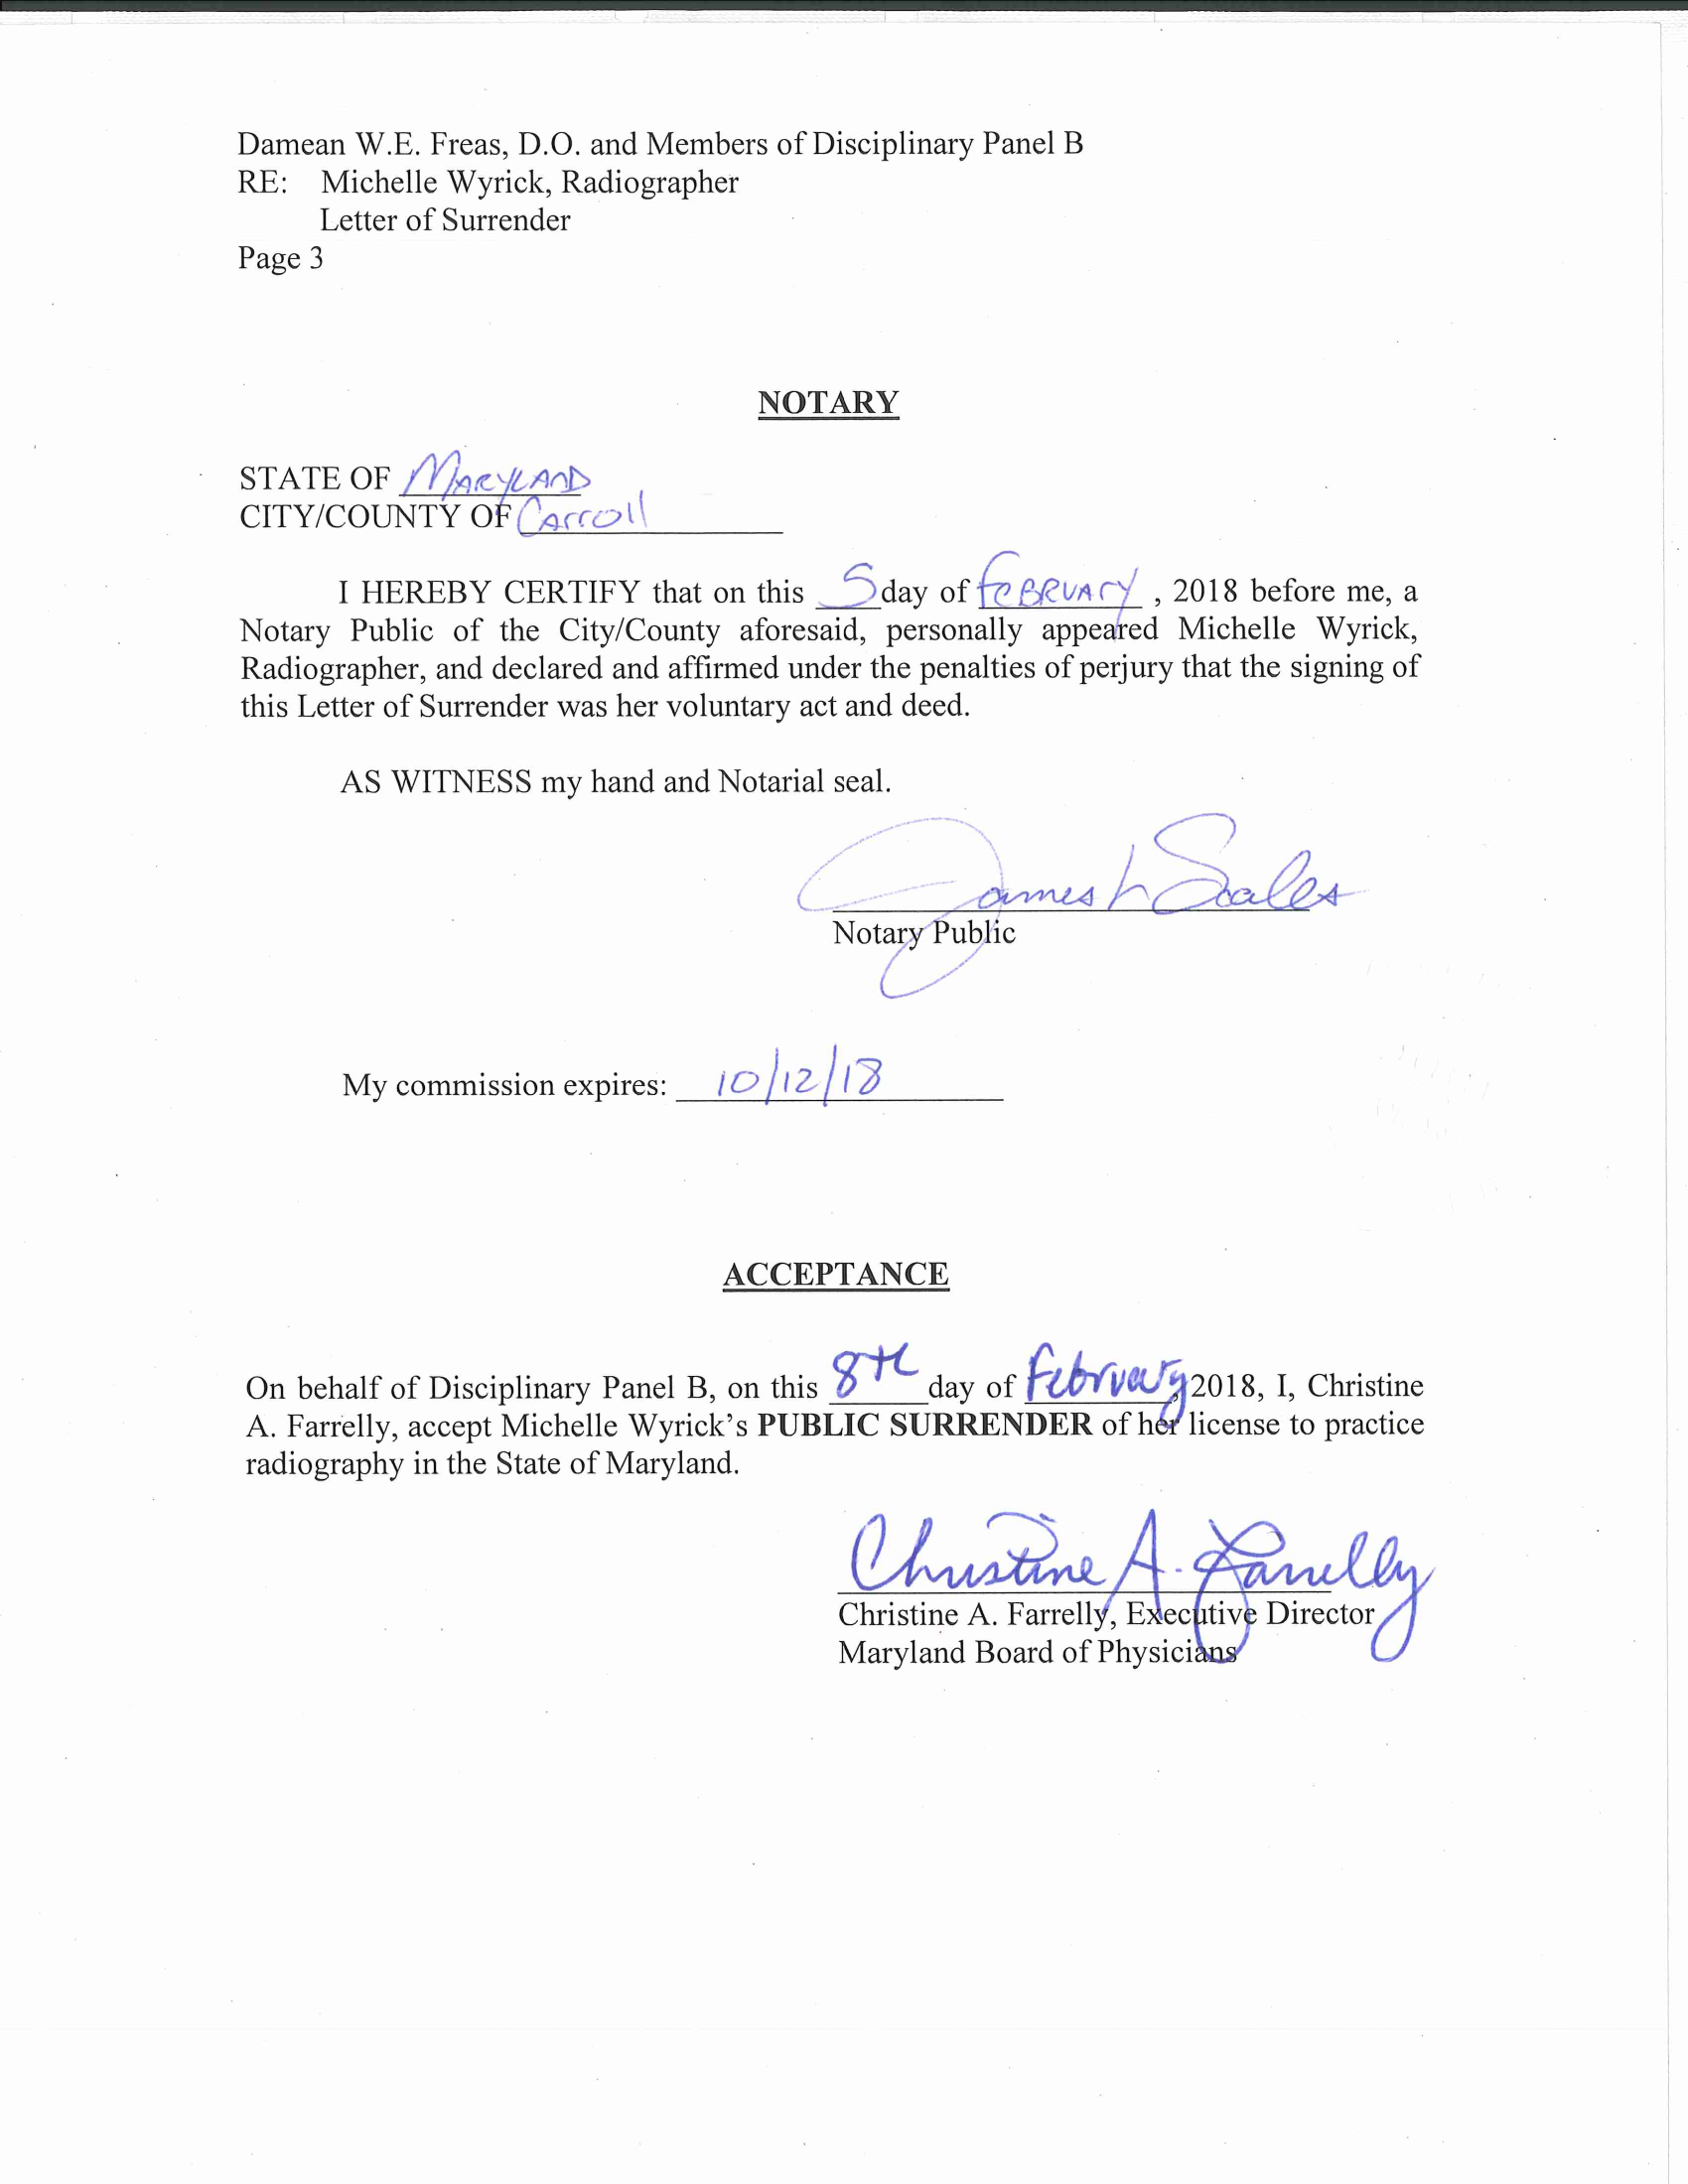 Damean W.E. Freas, D.O. and Members of Disciplinary Panel B
RE: Michelle Wyrick, Radiographer
Letter of Surrender
Page 3
NOTARY
STATE OF MARYLAND
CITY/COUNTY OF Carroll
I HEREBY CERTIFY that on this 5 day of FEBRUARY, 2018 before me, a
Notary Public of the City/County aforesaid, personally appeared Michelle Wyrick,
Radiographer, and declared and affirmed under the penalties of perjury that the signing of
this Letter of Surrender was her voluntary act and deed.
AS WITNESS my hand and Notarial seal.
James L Scales
Notary Public
My commission expires: 10/12/18
ACCEPTANCE
On behalf of Disciplinary Panel B, on this 8th day of February, 2018, I, Christine
A. Farrelly, accept Michelle Wyrick's PUBLIC SURRENDER of her license to practice
radiography in the State of Maryland.
Christine A. Farrelly
Christine A. Farrelly, Executive Director
Maryland Board of Physicians